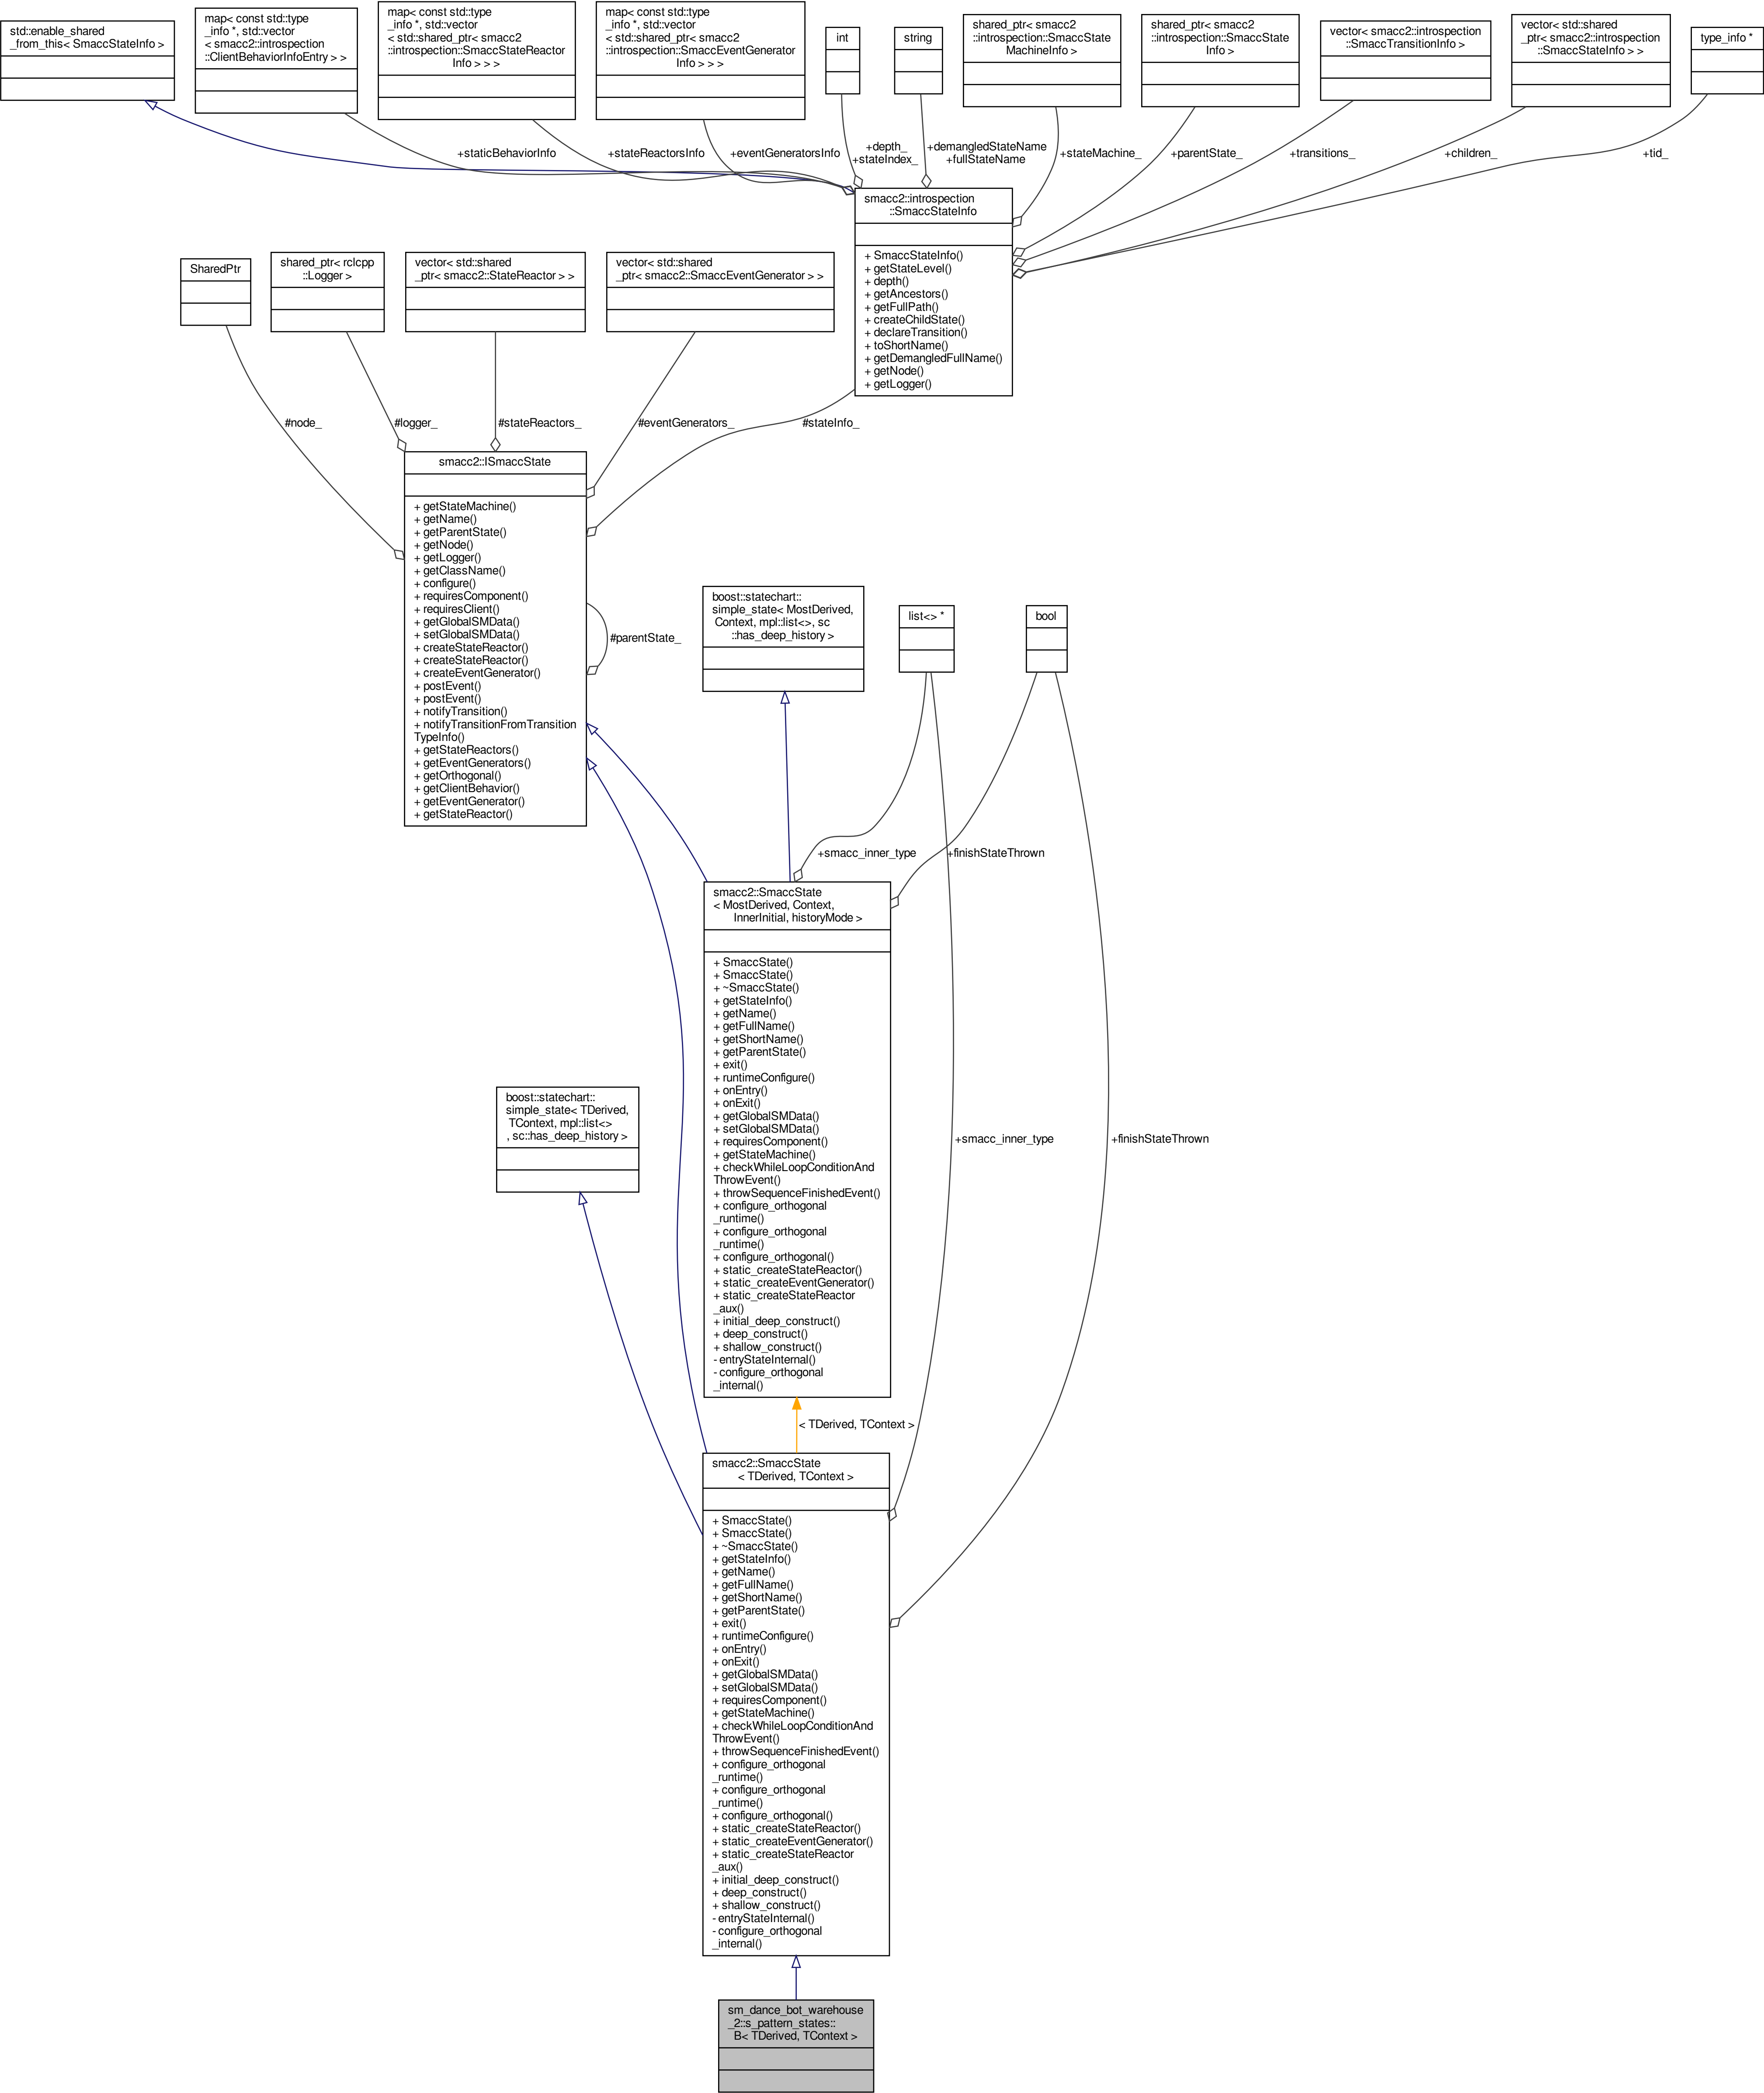 std::enable_shared
_from_this< SmaccStateInfo >
map< const std::type
_info *, std::vector
< smacc2::introspection
::ClientBehaviorInfoEntry > >
map< const std::type
_info *, std::vector
< std::shared_ptr< smacc2
::introspection::SmaccStateReactor
Info > > >
map< const std::type
_info *, std::vector
< std::shared_ptr< smacc2
::introspection::SmaccEventGenerator
Info > > >
int
string
shared_ptr< smacc2
::introspection::SmaccState
MachineInfo >
shared_ptr< smacc2
::introspection::SmaccState
Info >
vector< smacc2::introspection
::SmaccTransitionInfo >
vector< std::shared
_ptr< smacc2::introspection
::SmaccStateInfo > >
type_info *
+staticBehaviorInfo
+stateReactorsInfo
+eventGeneratorsInfo
+depth_
+stateIndex_
+demangledStateName
+fullStateName
+stateMachine_
+parentState_
+transitions_
+children_
+tid_
smacc2::introspection
::SmaccStateInfo
+ SmaccStateInfo()
+ getStateLevel()
+ depth()
+ getAncestors()
+ getFullPath()
+ createChildState()
+ declareTransition()
+ toShortName()
+ getDemangledFullName()
+ getNode()
+ getLogger()
SharedPtr
shared_ptr< rclcpp
::Logger >
vector< std::shared
_ptr< smacc2::StateReactor > >
vector< std::shared
_ptr< smacc2::SmaccEventGenerator > >
#node_
#logger_
#stateReactors_
#eventGenerators_
#stateInfo_
smacc2::ISmaccState
+ getStateMachine()
+ getName()
+ getParentState()
+ getNode()
+ getLogger()
+ getClassName()
+ configure()
+ requiresComponent()
+ requiresClient()
+ getGlobalSMData()
+ setGlobalSMData()
+ createStateReactor()
+ createStateReactor()
+ createEventGenerator()
+ postEvent()
+ postEvent()
+ notifyTransition()
+ notifyTransitionFromTransition
TypeInfo()
+ getStateReactors()
+ getEventGenerators()
+ getOrthogonal()
+ getClientBehavior()
+ getEventGenerator()
+ getStateReactor()
#parentState_
boost::statechart::
simple_state< MostDerived,
Context, mpl::list<>, sc
::has_deep_history >
list<> *
bool
+smacc_inner_type
+finishStateThrown
smacc2::SmaccState
< MostDerived, Context,
InnerInitial, historyMode >
+ SmaccState()
+ SmaccState()
+ ~SmaccState()
+ getStateInfo()
+ getName()
+ getFullName()
+ getShortName()
+ getParentState()
+ exit()
+ runtimeConfigure()
+ onEntry()
+ onExit()
+ getGlobalSMData()
+ setGlobalSMData()
+ requiresComponent()
+ getStateMachine()
+ checkWhileLoopConditionAnd
ThrowEvent()
+ throwSequenceFinishedEvent()
+ configure_orthogonal
_runtime()
+ configure_orthogonal
_runtime()
+ configure_orthogonal()
+ static_createStateReactor()
+ static_createEventGenerator()
+ static_createStateReactor
_aux()
+ initial_deep_construct()
+ deep_construct()
+ shallow_construct()
- entryStateInternal()
- configure_orthogonal
_internal()
boost::statechart::
simple_state< TDerived,
TContext, mpl::list<>
, sc::has_deep_history >
+smacc_inner_type
+finishStateThrown
< TDerived, TContext >
smacc2::SmaccState
< TDerived, TContext >
+ SmaccState()
+ SmaccState()
+ ~SmaccState()
+ getStateInfo()
+ getName()
+ getFullName()
+ getShortName()
+ getParentState()
+ exit()
+ runtimeConfigure()
+ onEntry()
+ onExit()
+ getGlobalSMData()
+ setGlobalSMData()
+ requiresComponent()
+ getStateMachine()
+ checkWhileLoopConditionAnd
ThrowEvent()
+ throwSequenceFinishedEvent()
+ configure_orthogonal
_runtime()
+ configure_orthogonal
_runtime()
+ configure_orthogonal()
+ static_createStateReactor()
+ static_createEventGenerator()
+ static_createStateReactor
_aux()
+ initial_deep_construct()
+ deep_construct()
+ shallow_construct()
- entryStateInternal()
- configure_orthogonal
_internal()
sm_dance_bot_warehouse
_2::s_pattern_states::
B< TDerived, TContext >